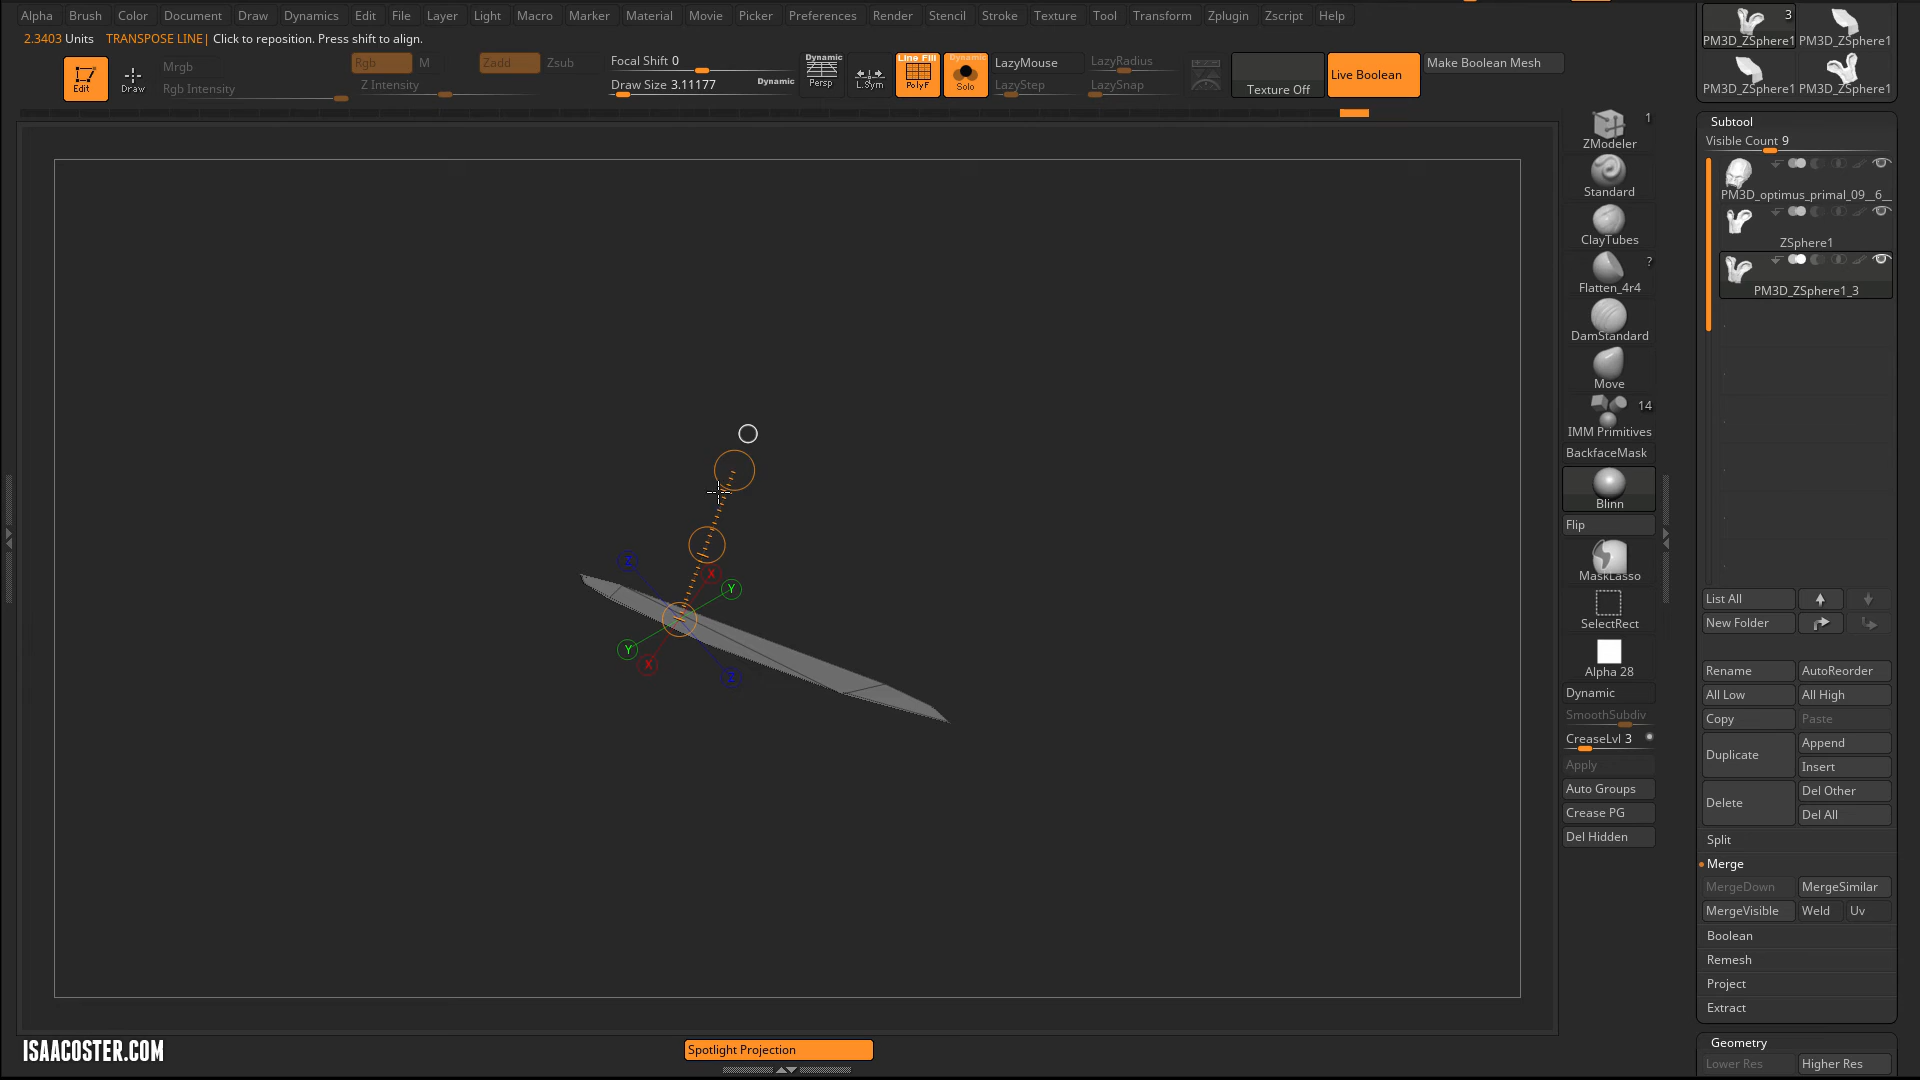 Alpha Brush Color Document Draw Dynamics Edit File Layer Light Macro Marker Material Movie Picker Preferences Render Stencil Stroke Texture Tool Transform Zplugin Zscript Help
2.3403 Units TRANSPOSE LINE| Click to reposition. Press shift to align.
Edit
Draw
Mrgb
Rgb Intensity
Rgb
M
Z Intensity
Zadd
Zsub
Focal Shift 0
Draw Size 3.11177
Dynamic
Dynamic
Persp
L.Sym
Line Fill
PolyF
Dynamic
Solo
LazyMouse
LazyStep
LazyRadius
LazySnap
Texture Off
Live Boolean
Make Boolean Mesh
3
PM3D_ZSphere1
PM3D_ZSphere1
PM3D_ZSphere1
PM3D_ZSphere1
Z
X
Y
Y
X
Z
1
ZModeler
Standard
ClayTubes
?
Flatten_4r4
DamStandard
Move
14
IMM Primitives
BackfaceMask
Blinn
Flip
MaskLasso
SelectRect
Alpha 28
Dynamic
SmoothSubdiv
CreaseLvl 3
Apply
Auto Groups
Crease PG
Del Hidden
Subtool
Visible Count 9
PM3D_optimus_primal_09__6__
ZSphere1
PM3D_ZSphere1_3
List All
New Folder
Rename
AutoReorder
All Low
All High
Copy
Paste
Duplicate
Append
Insert
Delete
Del Other
Del All
Split
Merge
MergeDown
MergeSimilar
MergeVisible
Weld
Uv
Boolean
Remesh
Project
Extract
Geometry
Lower Res
Higher Res
ISAACOSTER.COM
Spotlight Projection